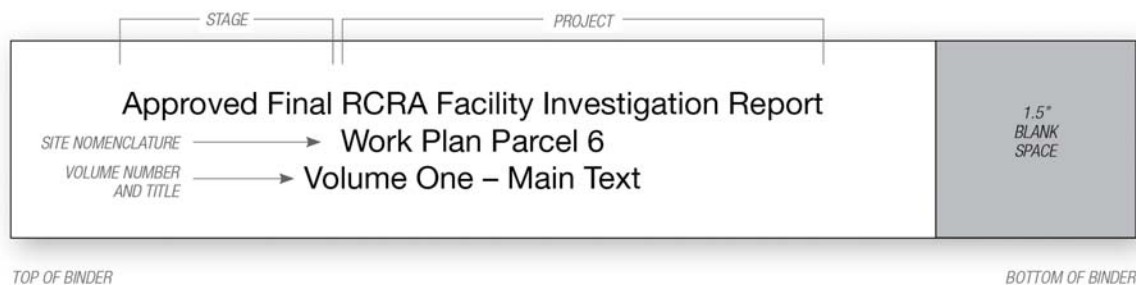 STAGE
PROJECT
Approved Final RCRA Facility Investigation Report
SITE NOMENCLATURE
Work Plan Parcel 6
VOLUME NUMBER
AND TITLE
Volume One – Main Text
1.5"
BLANK
SPACE
TOP OF BINDER
BOTTOM OF BINDER